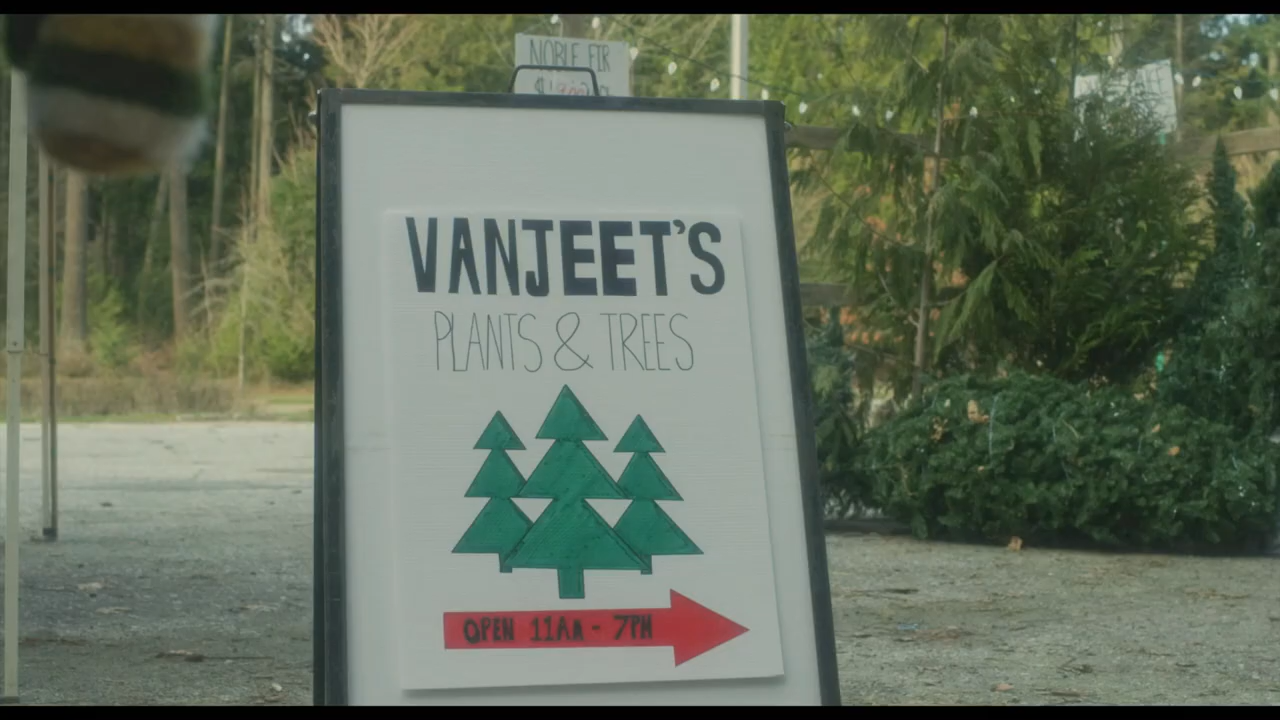 NOBLE FIR
VANJEET'S
PLANTS & TREES
OPEN 11AM - 7PM